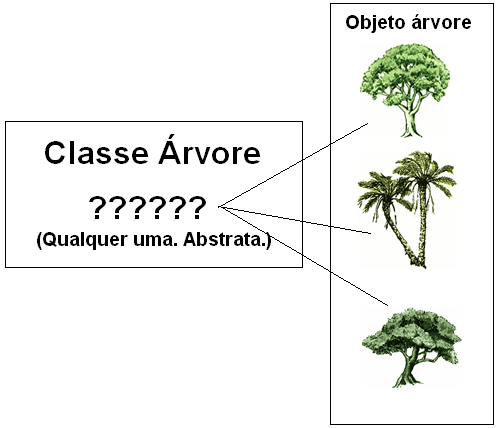 Objeto árvore
Classe Árvore
??????
(Qualquer uma. Abstrata.)